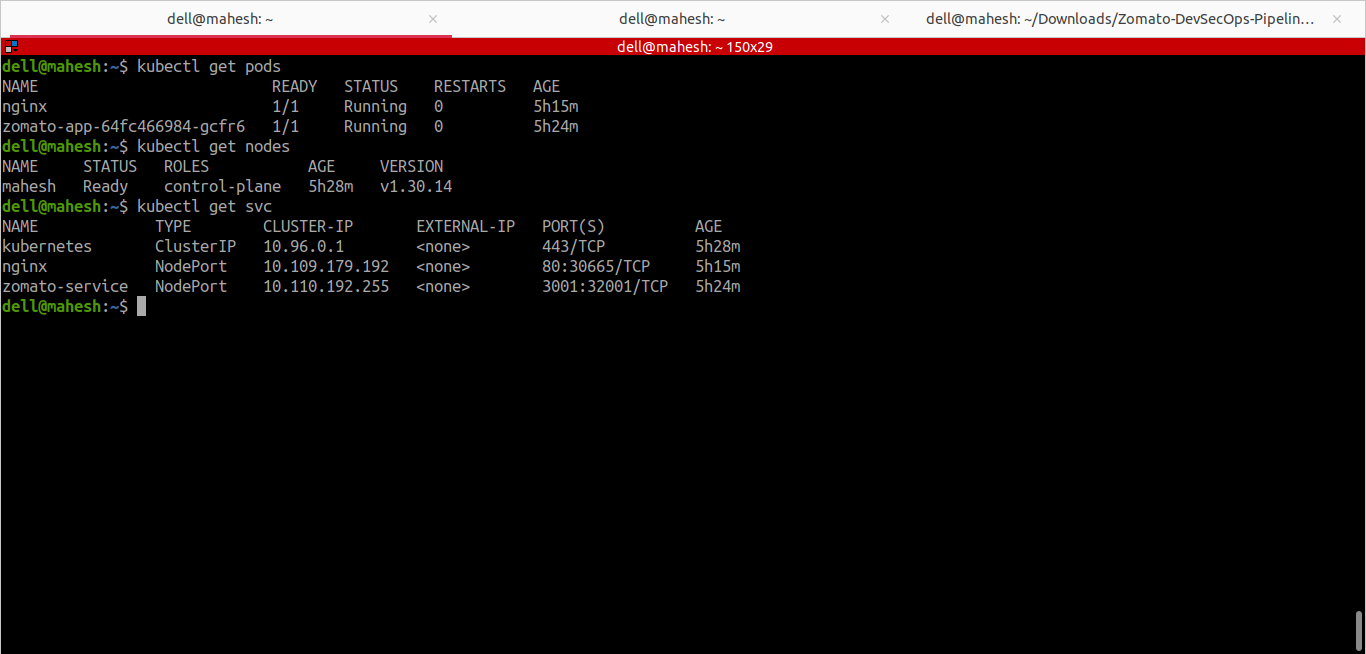 dell@mahesh: ~ × dell@mahesh: ~ × dell@mahesh: ~/Downloads/Zomato-DevSecOps-Pipelin... ×
dell@mahesh: ~ 150x29
dell@mahesh:~$ kubectl get pods
NAME                          READY   STATUS    RESTARTS   AGE
nginx                         1/1     Running   0          5h15m
zomato-app-64fc466984-gcfr6   1/1     Running   0          5h24m
dell@mahesh:~$ kubectl get nodes
NAME     STATUS   ROLES           AGE     VERSION
mahesh   Ready    control-plane   5h28m   v1.30.14
dell@mahesh:~$ kubectl get svc
NAME             TYPE        CLUSTER-IP       EXTERNAL-IP   PORT(S)          AGE
kubernetes       ClusterIP   10.96.0.1        <none>        443/TCP          5h28m
nginx            NodePort    10.109.179.192   <none>        80:30665/TCP     5h15m
zomato-service   NodePort    10.110.192.255   <none>        3001:32001/TCP   5h24m
dell@mahesh:~$